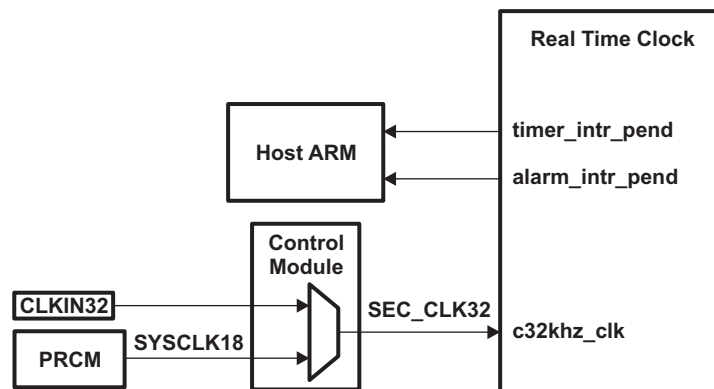 Real Time Clock
timer_intr_pend
Host ARM
alarm_intr_pend
Control
Module
CLKIN32
SEC_CLK32
c32khz_clk
SYSCLK18
PRCM